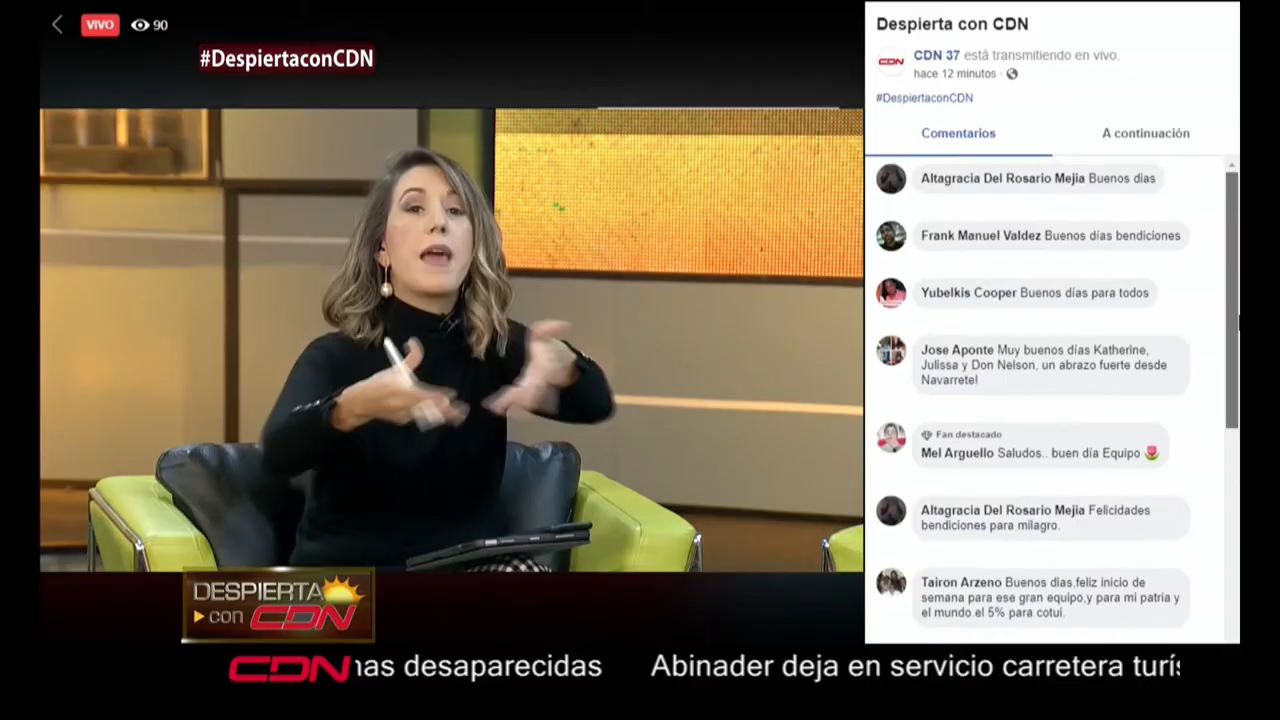 VIVO 90
#DespiertaconCDN
Despierta con CDN
CDN
CDN 37 está transmitiendo en vivo.
hace 12 minutos ·
#DespiertaconCDN
Comentarios
A continuación
Altagracia Del Rosario Mejia Buenos dias
Frank Manuel Valdez Buenos días bendiciones
Yubelkis Cooper Buenos días para todos
Jose Aponte Muy buenos días Katherine,
Julissa y Don Nelson, un abrazo fuerte desde
Navarrete!
Fan destacado
Mel Arguello Saludos.. buen día Equipo 🌷
Altagracia Del Rosario Mejia Felicidades
bendiciones para milagro.
Tairon Arzeno Buenos dias,feliz inicio de
semana para ese gran equipo,y para mi patria y
el mundo.el 5% para cotui.
DESPIERTA
con CDN
CDN nas desaparecidas Abinader deja en servicio carretera turís